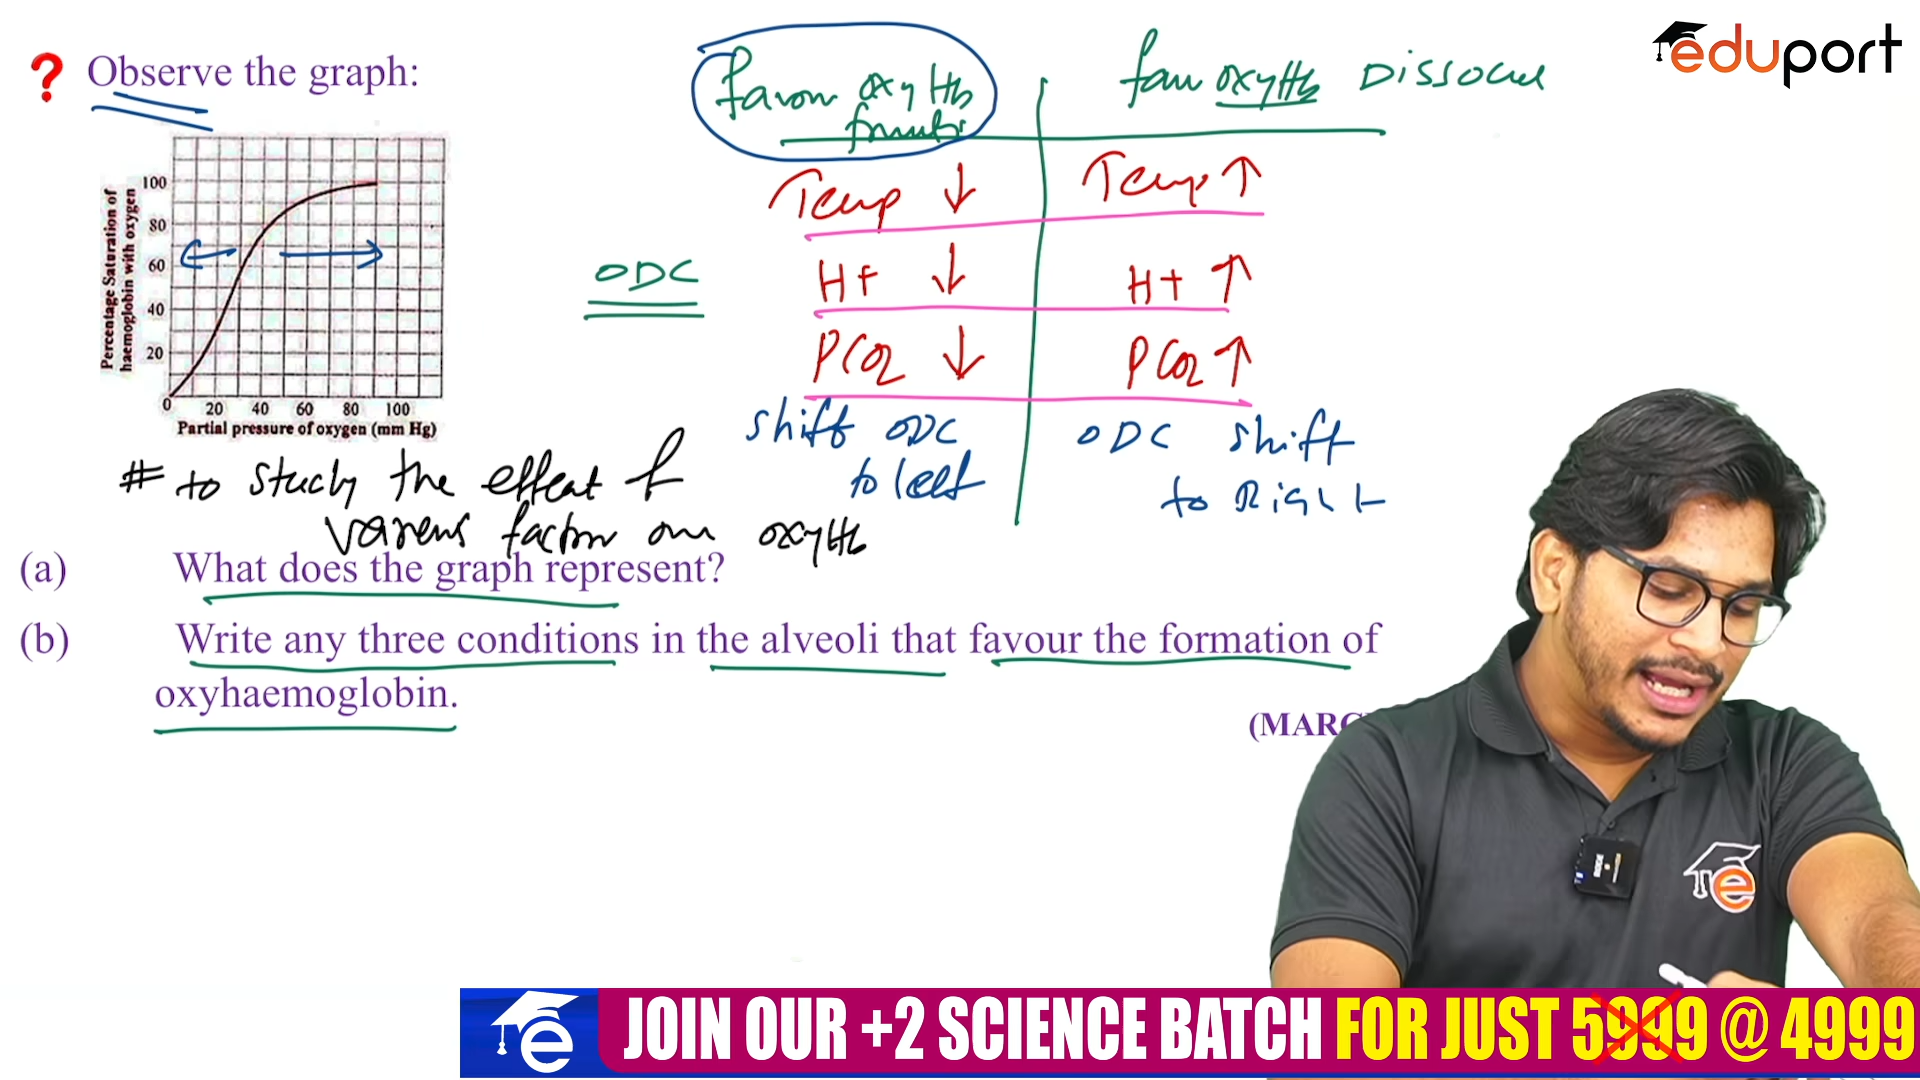 eduport
? Observe the graph:
favour oxyHb
oxyHb Dissocia
Percentage Saturation of
haemoglobin with oxygen
100
80
60
40
20
0
20 40 60 80 100
Partial pressure of oxygen (mm Hg)
ODC
Temp ↓ Temp ↑
H+ ↓ H+ ↑
PCO2 ↓ PCO2 ↑
shift ODC
to left
ODC shift
to Right
# to study the effect of
various factor on oxyHb
(a) What does the graph represent?
(b) Write any three conditions in the alveoli that favour the formation of
oxyhaemoglobin.
(MARC
e
e
JOIN OUR +2 SCIENCE BATCH FOR JUST 5999 @ 4999